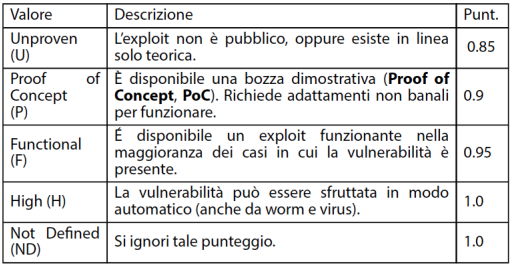 Valore Descrizione Punt.
Unproven (U) L'exploit non è pubblico, oppure esiste in linea solo teorica. 0.85
Proof of Concept (P) È disponibile una bozza dimostrativa (Proof of Concept, PoC). Richiede adattamenti non banali per funzionare. 0.9
Functional (F) É disponibile un exploit funzionante nella maggioranza dei casi in cui la vulnerabilità è presente. 0.95
High (H) La vulnerabilità può essere sfruttata in modo automatico (anche da worm e virus). 1.0
Not Defined (ND) Si ignori tale punteggio. 1.0